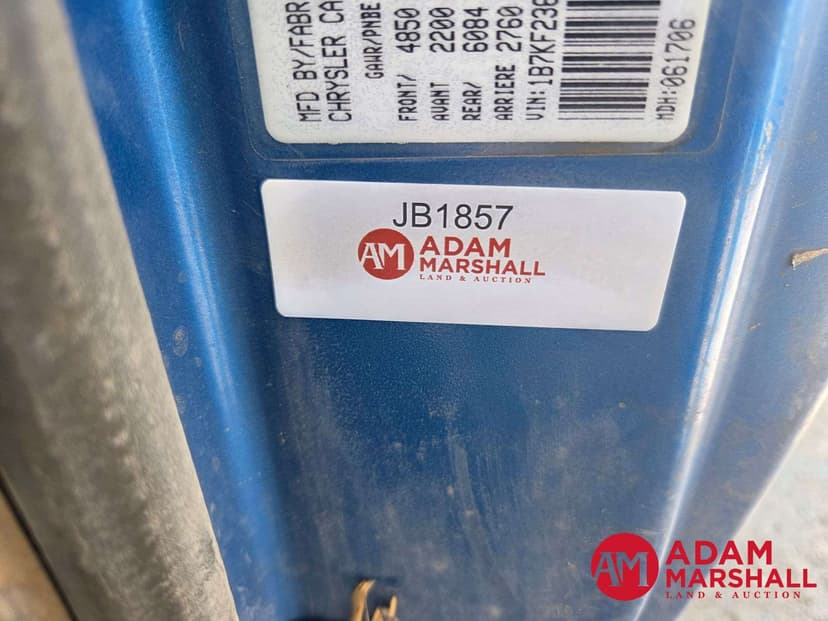 MFD BY/FABR
CHRYSLER CA
GAWR/PNBE
FRONT/ 4850
AVANT 2200
REAR/ 6084
ARRIERE 2760
VIN:1B7KF236
MDH:061706
JB1857
AM ADAM
MARSHALL
LAND & AUCTION
AM ADAM
MARSHALL
LAND & AUCTION